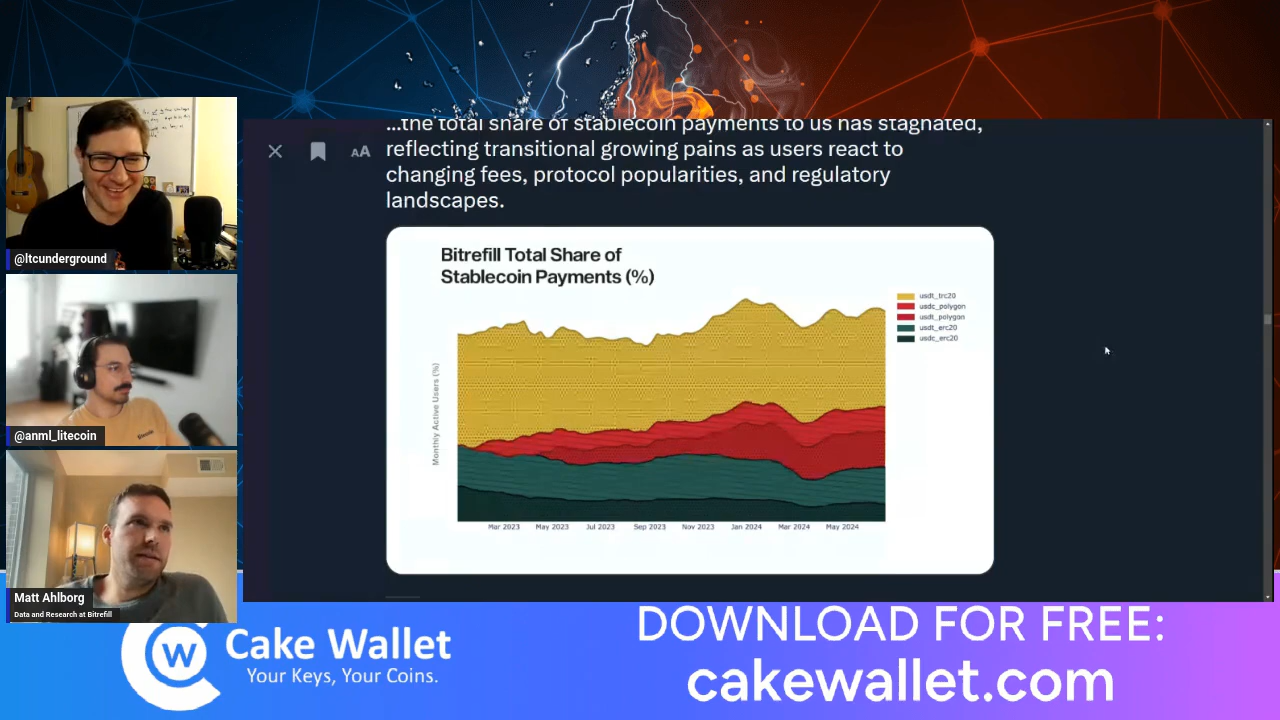 ...the total share of stablecoin payments to us has stagnated,
reflecting transitional growing pains as users react to
changing fees, protocol popularities, and regulatory
landscapes.
AA
Bitrefill Total Share of
Stablecoin Payments (%)
usdt_trc20
usdc_polygon
usdt_polygon
usdt_erc20
usdc_erc20
Monthly Active Users (%)
Mar 2023 May 2023 Jul 2023 Sep 2023 Nov 2023 Jan 2024 Mar 2024 May 2024
@ltcunderground
@anml_litecoin
Matt Ahlborg
Data and Research at Bitrefill
W
Cake Wallet
Your Keys, Your Coins.
DOWNLOAD FOR FREE:
cakewallet.com